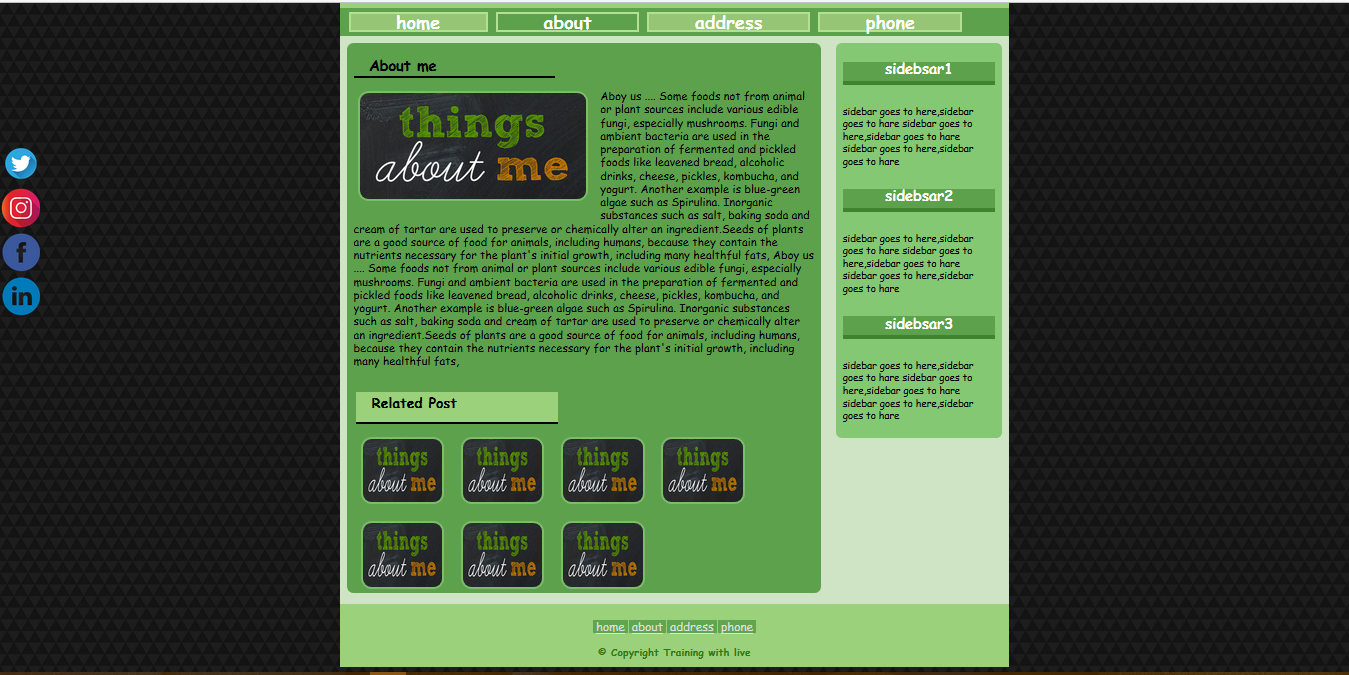 home about address phone
About me
things
about me
Aboy us .... Some foods not from animal
or plant sources include various edible
fungi, especially mushrooms. Fungi and
ambient bacteria are used in the
preparation of fermented and pickled
foods like leavened bread, alcoholic
drinks, cheese, pickles, kombucha, and
yogurt. Another example is blue-green
algae such as Spirulina. Inorganic
substances such as salt, baking soda and
cream of tartar are used to preserve or chemically alter an ingredient.Seeds of plants
are a good source of food for animals, including humans, because they contain the
nutrients necessary for the plant's initial growth, including many healthful fats, Aboy us
.... Some foods not from animal or plant sources include various edible fungi, especially
mushrooms. Fungi and ambient bacteria are used in the preparation of fermented and
pickled foods like leavened bread, alcoholic drinks, cheese, pickles, kombucha, and
yogurt. Another example is blue-green algae such as Spirulina. Inorganic substances
such as salt, baking soda and cream of tartar are used to preserve or chemically alter
an ingredient.Seeds of plants are a good source of food for animals, including humans,
because they contain the nutrients necessary for the plant's initial growth, including
many healthful fats,
Related Post
things things things things
about me about me about me about me
things things things
about me about me about me
sidebsar1
sidebar goes to here,sidebar
goes to hare sidebar goes to
here,sidebar goes to hare
sidebar goes to here,sidebar
goes to hare
sidebsar2
sidebar goes to here,sidebar
goes to hare sidebar goes to
here,sidebar goes to hare
sidebar goes to here,sidebar
goes to hare
sidebsar3
sidebar goes to here,sidebar
goes to hare sidebar goes to
here,sidebar goes to hare
sidebar goes to here,sidebar
goes to hare
home about address phone
© Copyright Training with live